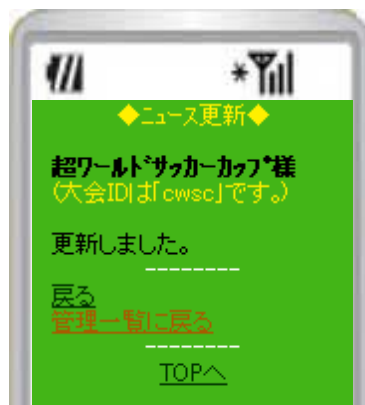 ◆ニュース更新◆
超ワールドサッカーカップ様
(大会IDは「cwsc」です。)
更新しました。
--------
戻る
管理一覧に戻る
--------
TOPへ